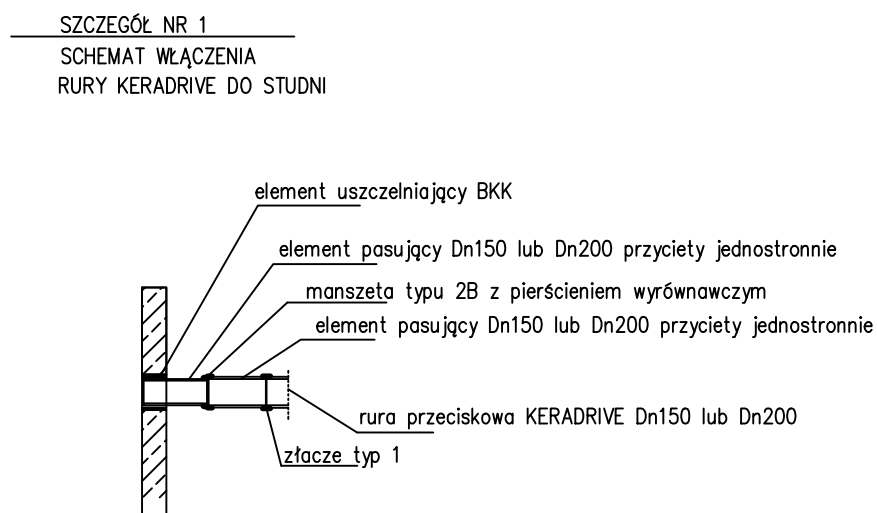 SZCZEGÓŁ NR 1
SCHEMAT WŁĄCZENIA
RURY KERADRIVE DO STUDNI
element uszczelniający BKK
element pasujący Dn150 lub Dn200 przyciety jednostronnie
manszeta typu 2B z pierścieniem wyrównawczym
element pasujący Dn150 lub Dn200 przyciety jednostronnie
rura przeciskowa KERADRIVE Dn150 lub Dn200
złacze typ 1